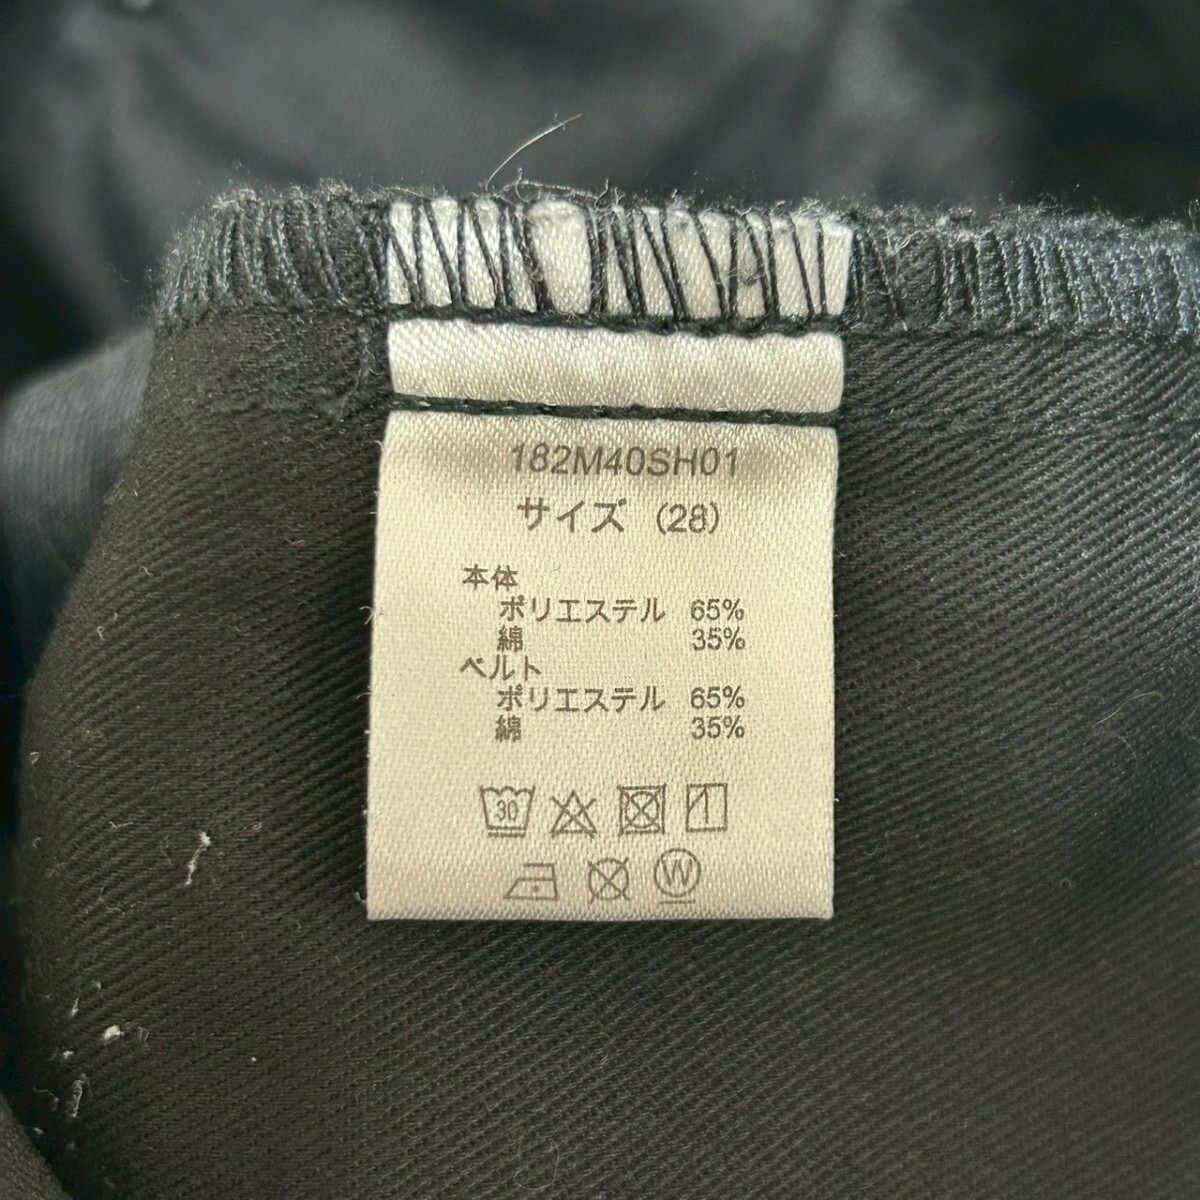 182M40SH01
サイズ (28)
本体
ポリエステル 65%
綿 35%
ベルト
ポリエステル 65%
綿 35%
30
W